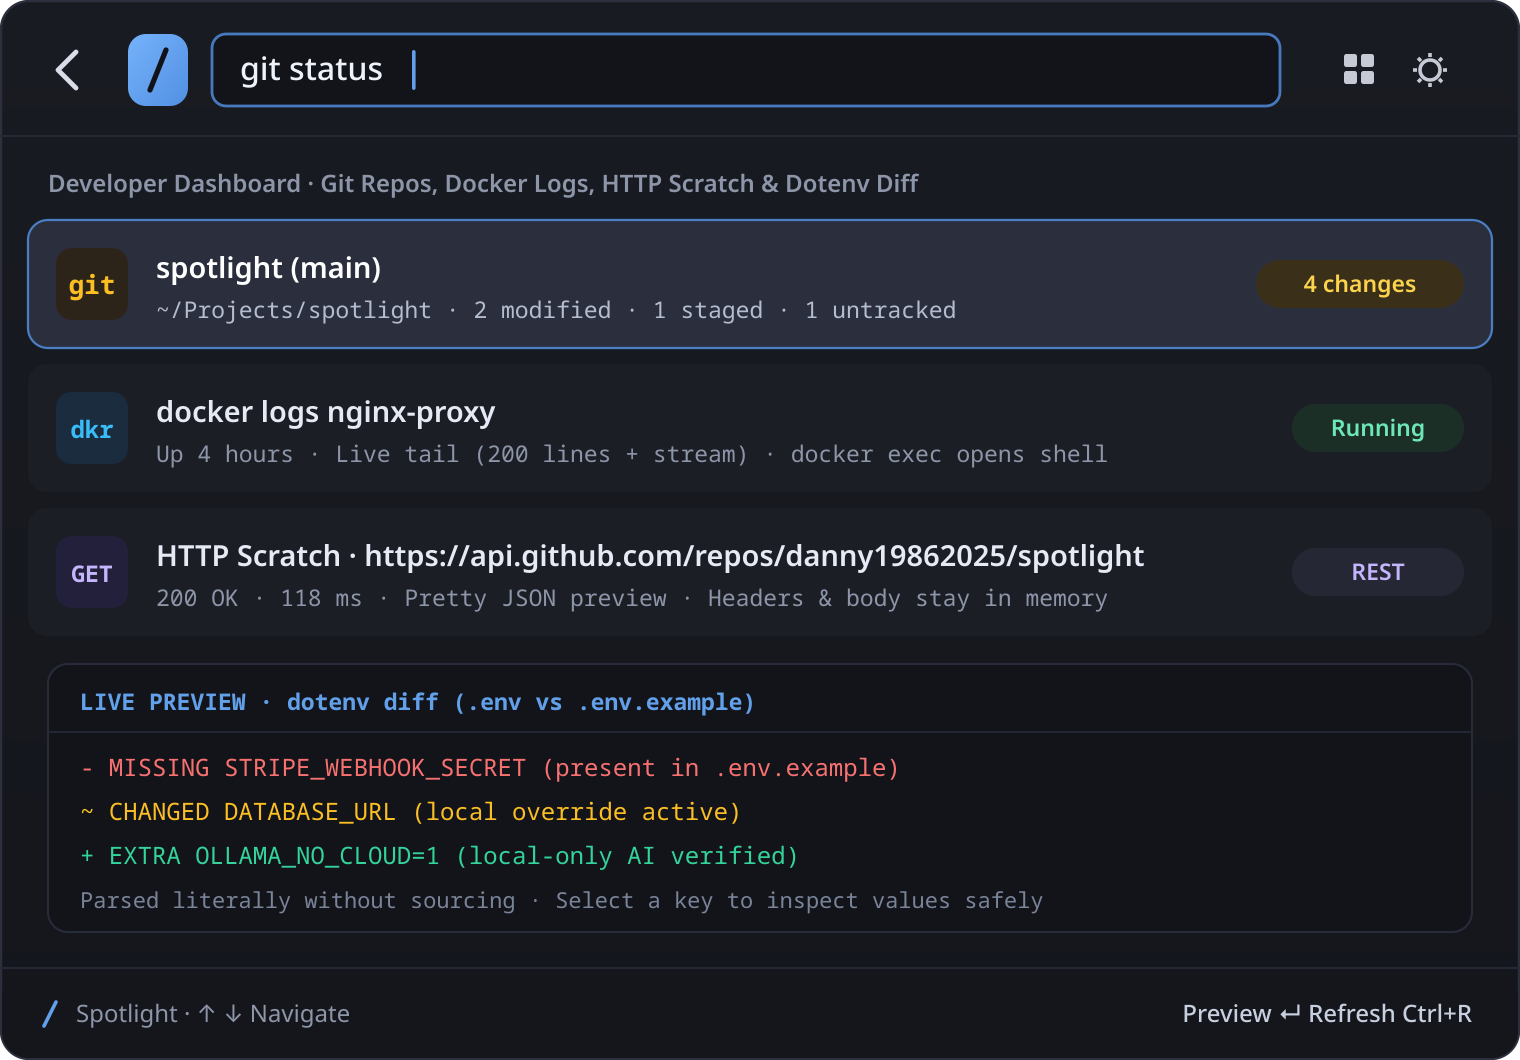 / git status
Developer Dashboard · Git Repos, Docker Logs, HTTP Scratch & Dotenv Diff
git
spotlight (main)
~/Projects/spotlight · 2 modified · 1 staged · 1 untracked
4 changes
dkr
docker logs nginx-proxy
Up 4 hours · Live tail (200 lines + stream) · docker exec opens shell
Running
GET
HTTP Scratch · https://api.github.com/repos/danny19862025/spotlight
200 OK · 118 ms · Pretty JSON preview · Headers & body stay in memory
REST
LIVE PREVIEW · dotenv diff (.env vs .env.example)
- MISSING STRIPE_WEBHOOK_SECRET (present in .env.example)
~ CHANGED DATABASE_URL (local override active)
+ EXTRA OLLAMA_NO_CLOUD=1 (local-only AI verified)
Parsed literally without sourcing · Select a key to inspect values safely
/ Spotlight · ↑ ↓ Navigate
Preview ↵ Refresh Ctrl+R